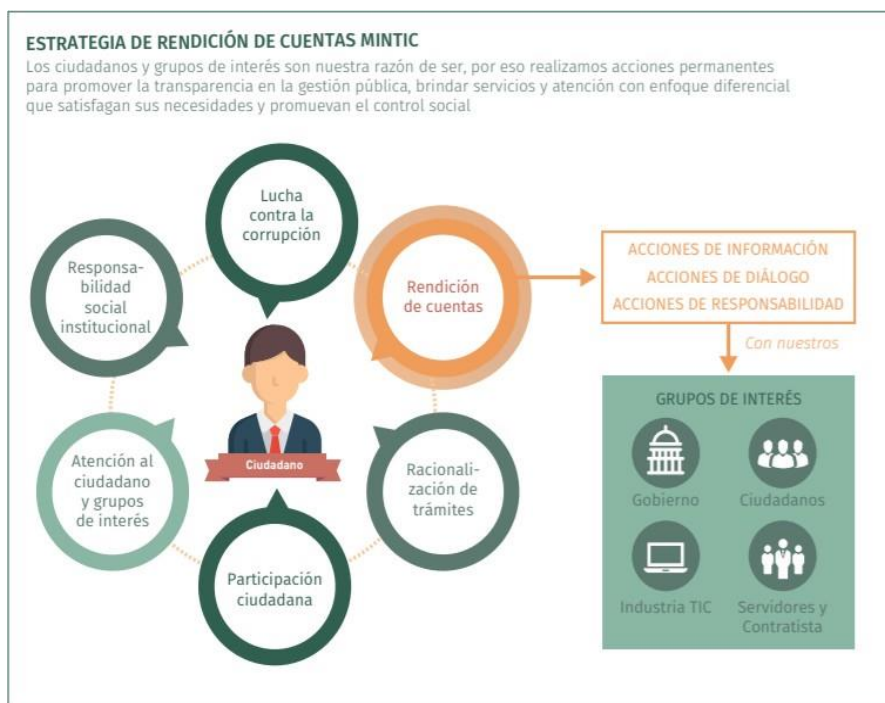 ESTRATEGIA DE RENDICIÓN DE CUENTAS MINTIC
Los ciudadanos y grupos de interés son nuestra razón de ser, por eso realizamos acciones permanentes
para promover la transparencia en la gestión pública, brindar servicios y atención con enfoque diferencial
que satisfagan sus necesidades y promuevan el control social
Lucha
contra la
corrupción
Responsa-
bilidad
social
institucional
Rendición
de cuentas
ACCIONES DE INFORMACIÓN
ACCIONES DE DIÁLOGO
ACCIONES DE RESPONSABILIDAD
Con nuestros
GRUPOS DE INTERÉS
Gobierno
Ciudadanos
Industria TIC
Servidores y
Contratista
Ciudadano
Atención al
ciudadano
y grupos
de interés
Racionali-
zación de
trámites
Participación
ciudadana